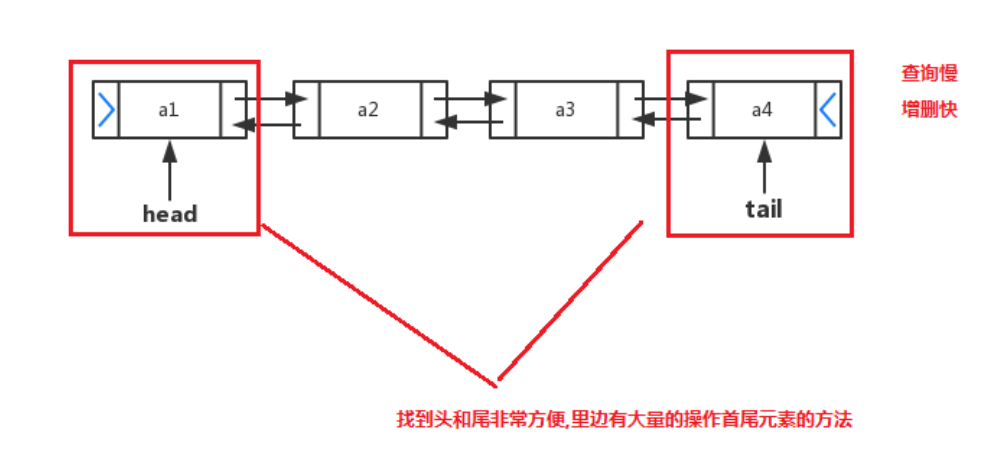 查询慢
增删快
a1
a2
a3
a4
head
tail
找到头和尾非常方便,里边有大量的操作首尾元素的方法